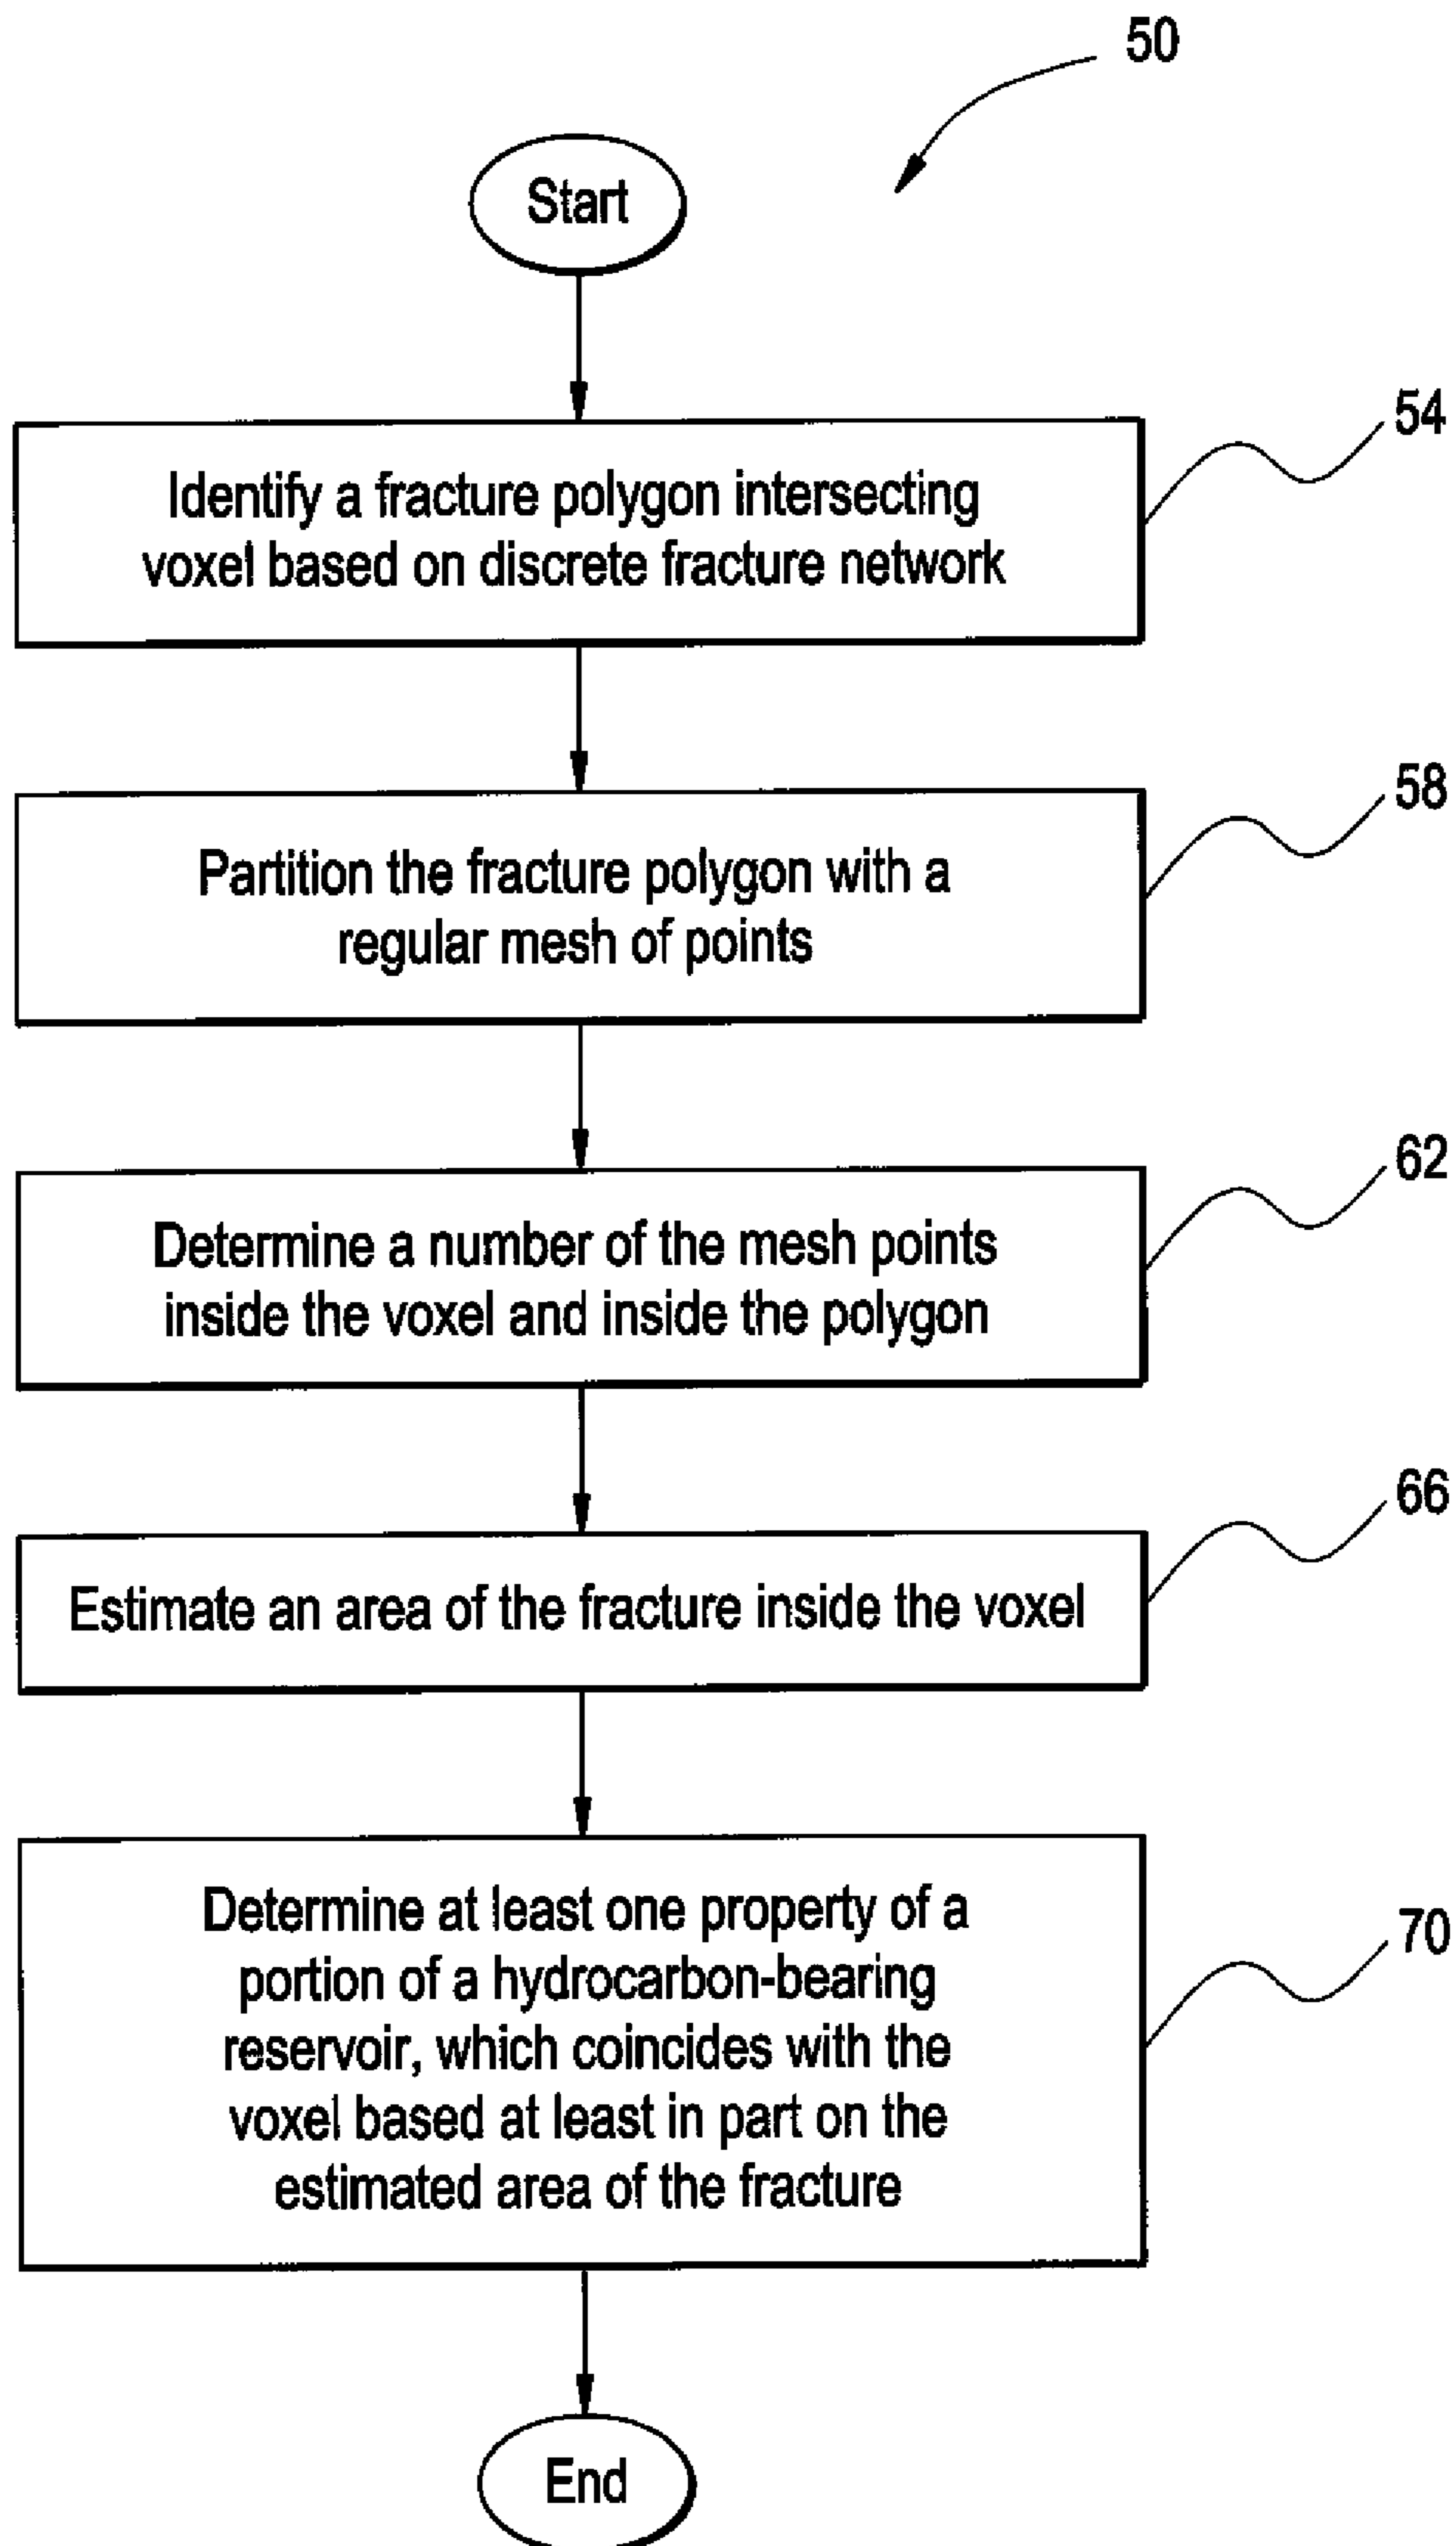 50
Start
54
Identify a fracture polygon intersecting
voxel based on discrete fracture network
58
Partition the fracture polygon with a
regular mesh of points
62
Determine a number of the mesh points
inside the voxel and inside the polygon
66
Estimate an area of the fracture inside the voxel
70
Determine at least one property of a
portion of a hydrocarbon-bearing
reservoir, which coincides with the
voxel based at least in part on the
estimated area of the fracture
End